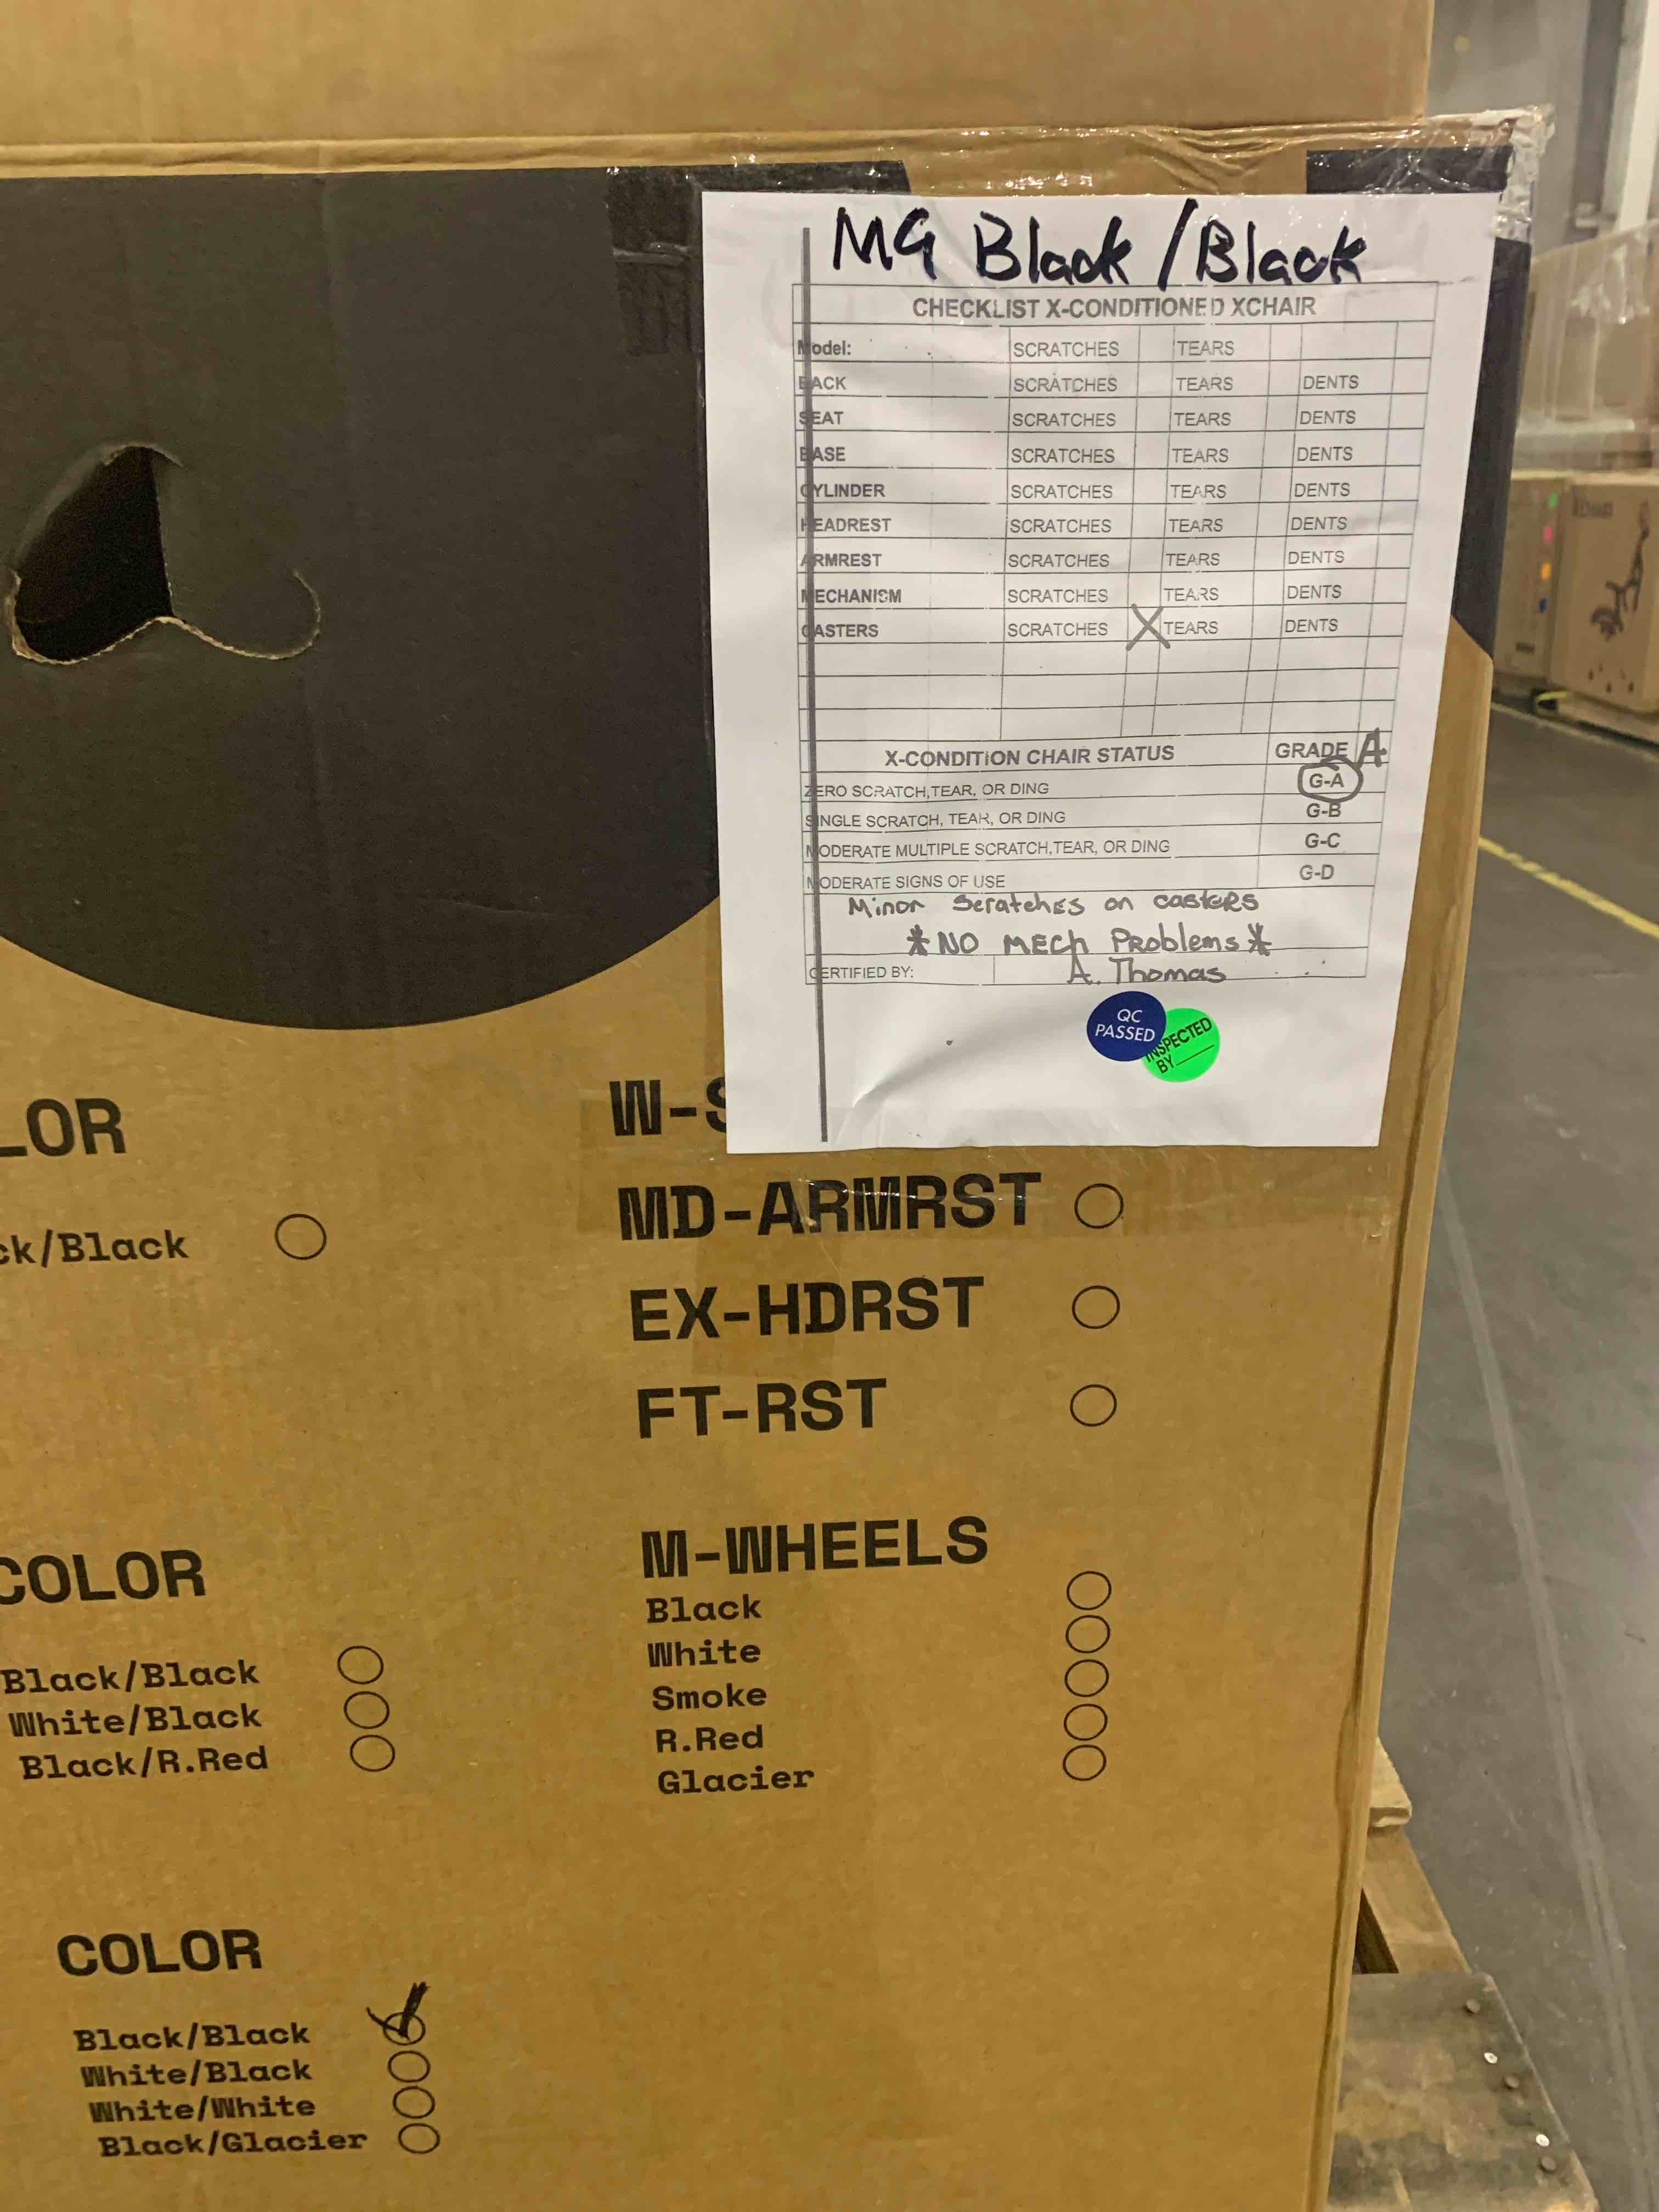 MG Black/Black
CHECKLIST X-CONDITIONED XCHAIR
Model: SCRATCHES TEARS
BACK SCRATCHES TEARS DENTS
SEAT SCRATCHES TEARS DENTS
BASE SCRATCHES TEARS DENTS
CYLINDER SCRATCHES TEARS DENTS
HEADREST SCRATCHES TEARS DENTS
ARMREST SCRATCHES TEARS DENTS
MECHANISM SCRATCHES TEARS DENTS
CASTERS SCRATCHES X TEARS DENTS
X-CONDITION CHAIR STATUS GRADE A
ZERO SCRATCH,TEAR, OR DING G-A
SINGLE SCRATCH, TEAR, OR DING G-B
MODERATE MULTIPLE SCRATCH,TEAR, OR DING G-C
MODERATE SIGNS OF USE G-D
Minor Scratches on casters
*NO MECH Problems*
CERTIFIED BY: A. Thomas
QC
PASSED
INSPECTED
BY
LOR
ck/Black
W-S
MD-ARMRST
EX-HDRST
FT-RST
COLOR
Black/Black
White/Black
Black/R.Red
M-WHEELS
Black
White
Smoke
R.Red
Glacier
COLOR
Black/Black
White/Black
White/White
Black/Glacier